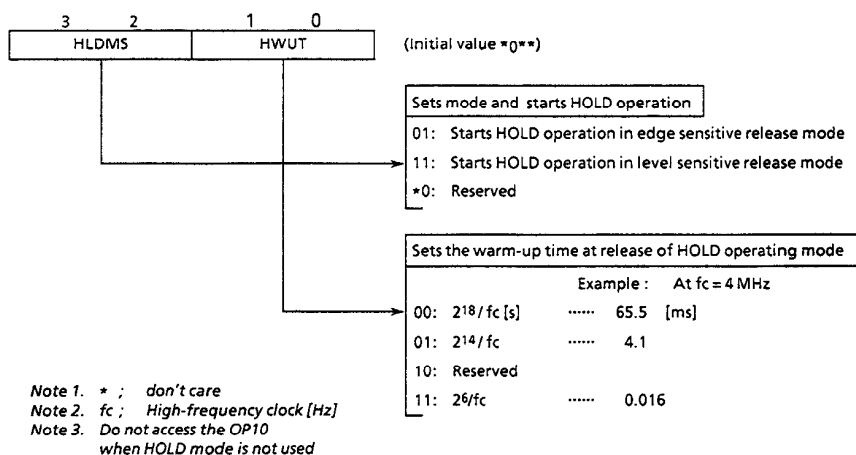 3 2 1 0
HLDMS HWUT (Initial value *0**)
Sets mode and starts HOLD operation
01: Starts HOLD operation in edge sensitive release mode
11: Starts HOLD operation in level sensitive release mode
*0: Reserved
Sets the warm-up time at release of HOLD operating mode
Example : At fc = 4 MHz
00: 2¹⁸/fc [s] ······ 65.5 [ms]
01: 2¹⁴/fc ······ 4.1
10: Reserved
11: 2⁶/fc ······ 0.016
Note 1. * ; don't care
Note 2. fc ; High-frequency clock [Hz]
Note 3. Do not access the OP10
when HOLD mode is not used